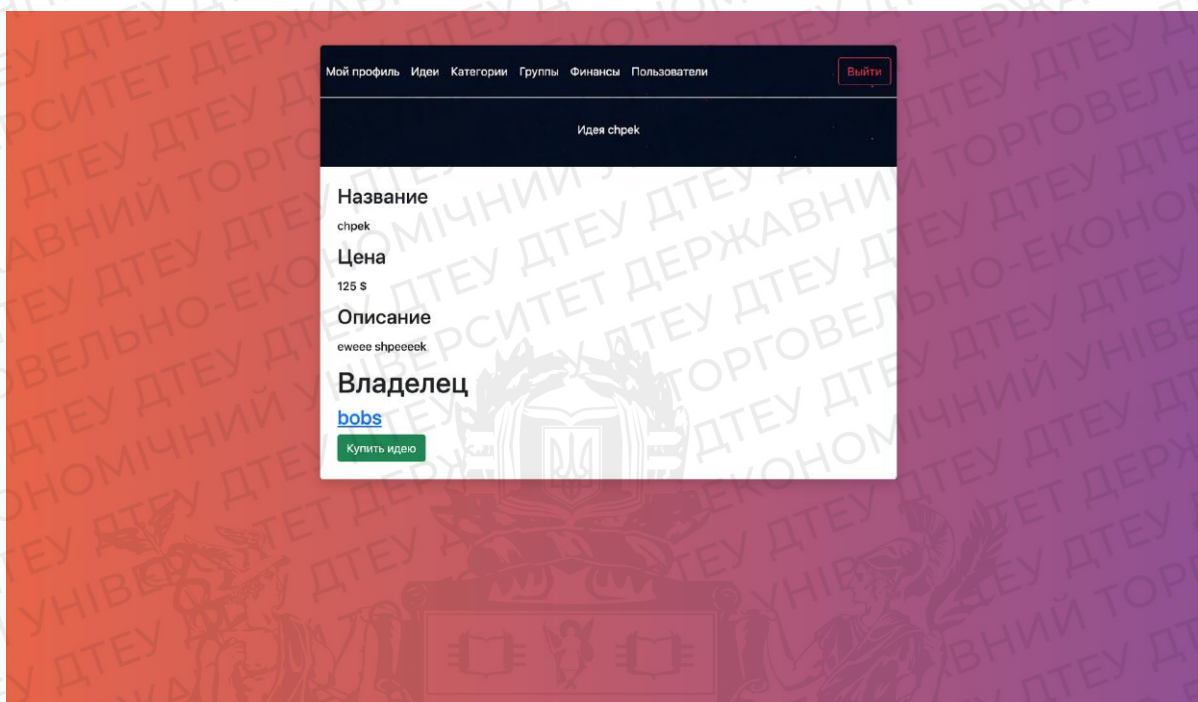 Мой профиль Идеи Категории Группы Финансы Пользователи Выйти
Идея chpek
Название
chpek
Цена
125 $
Описание
eweee shpeeeek
Владелец
bobs
Купить идею